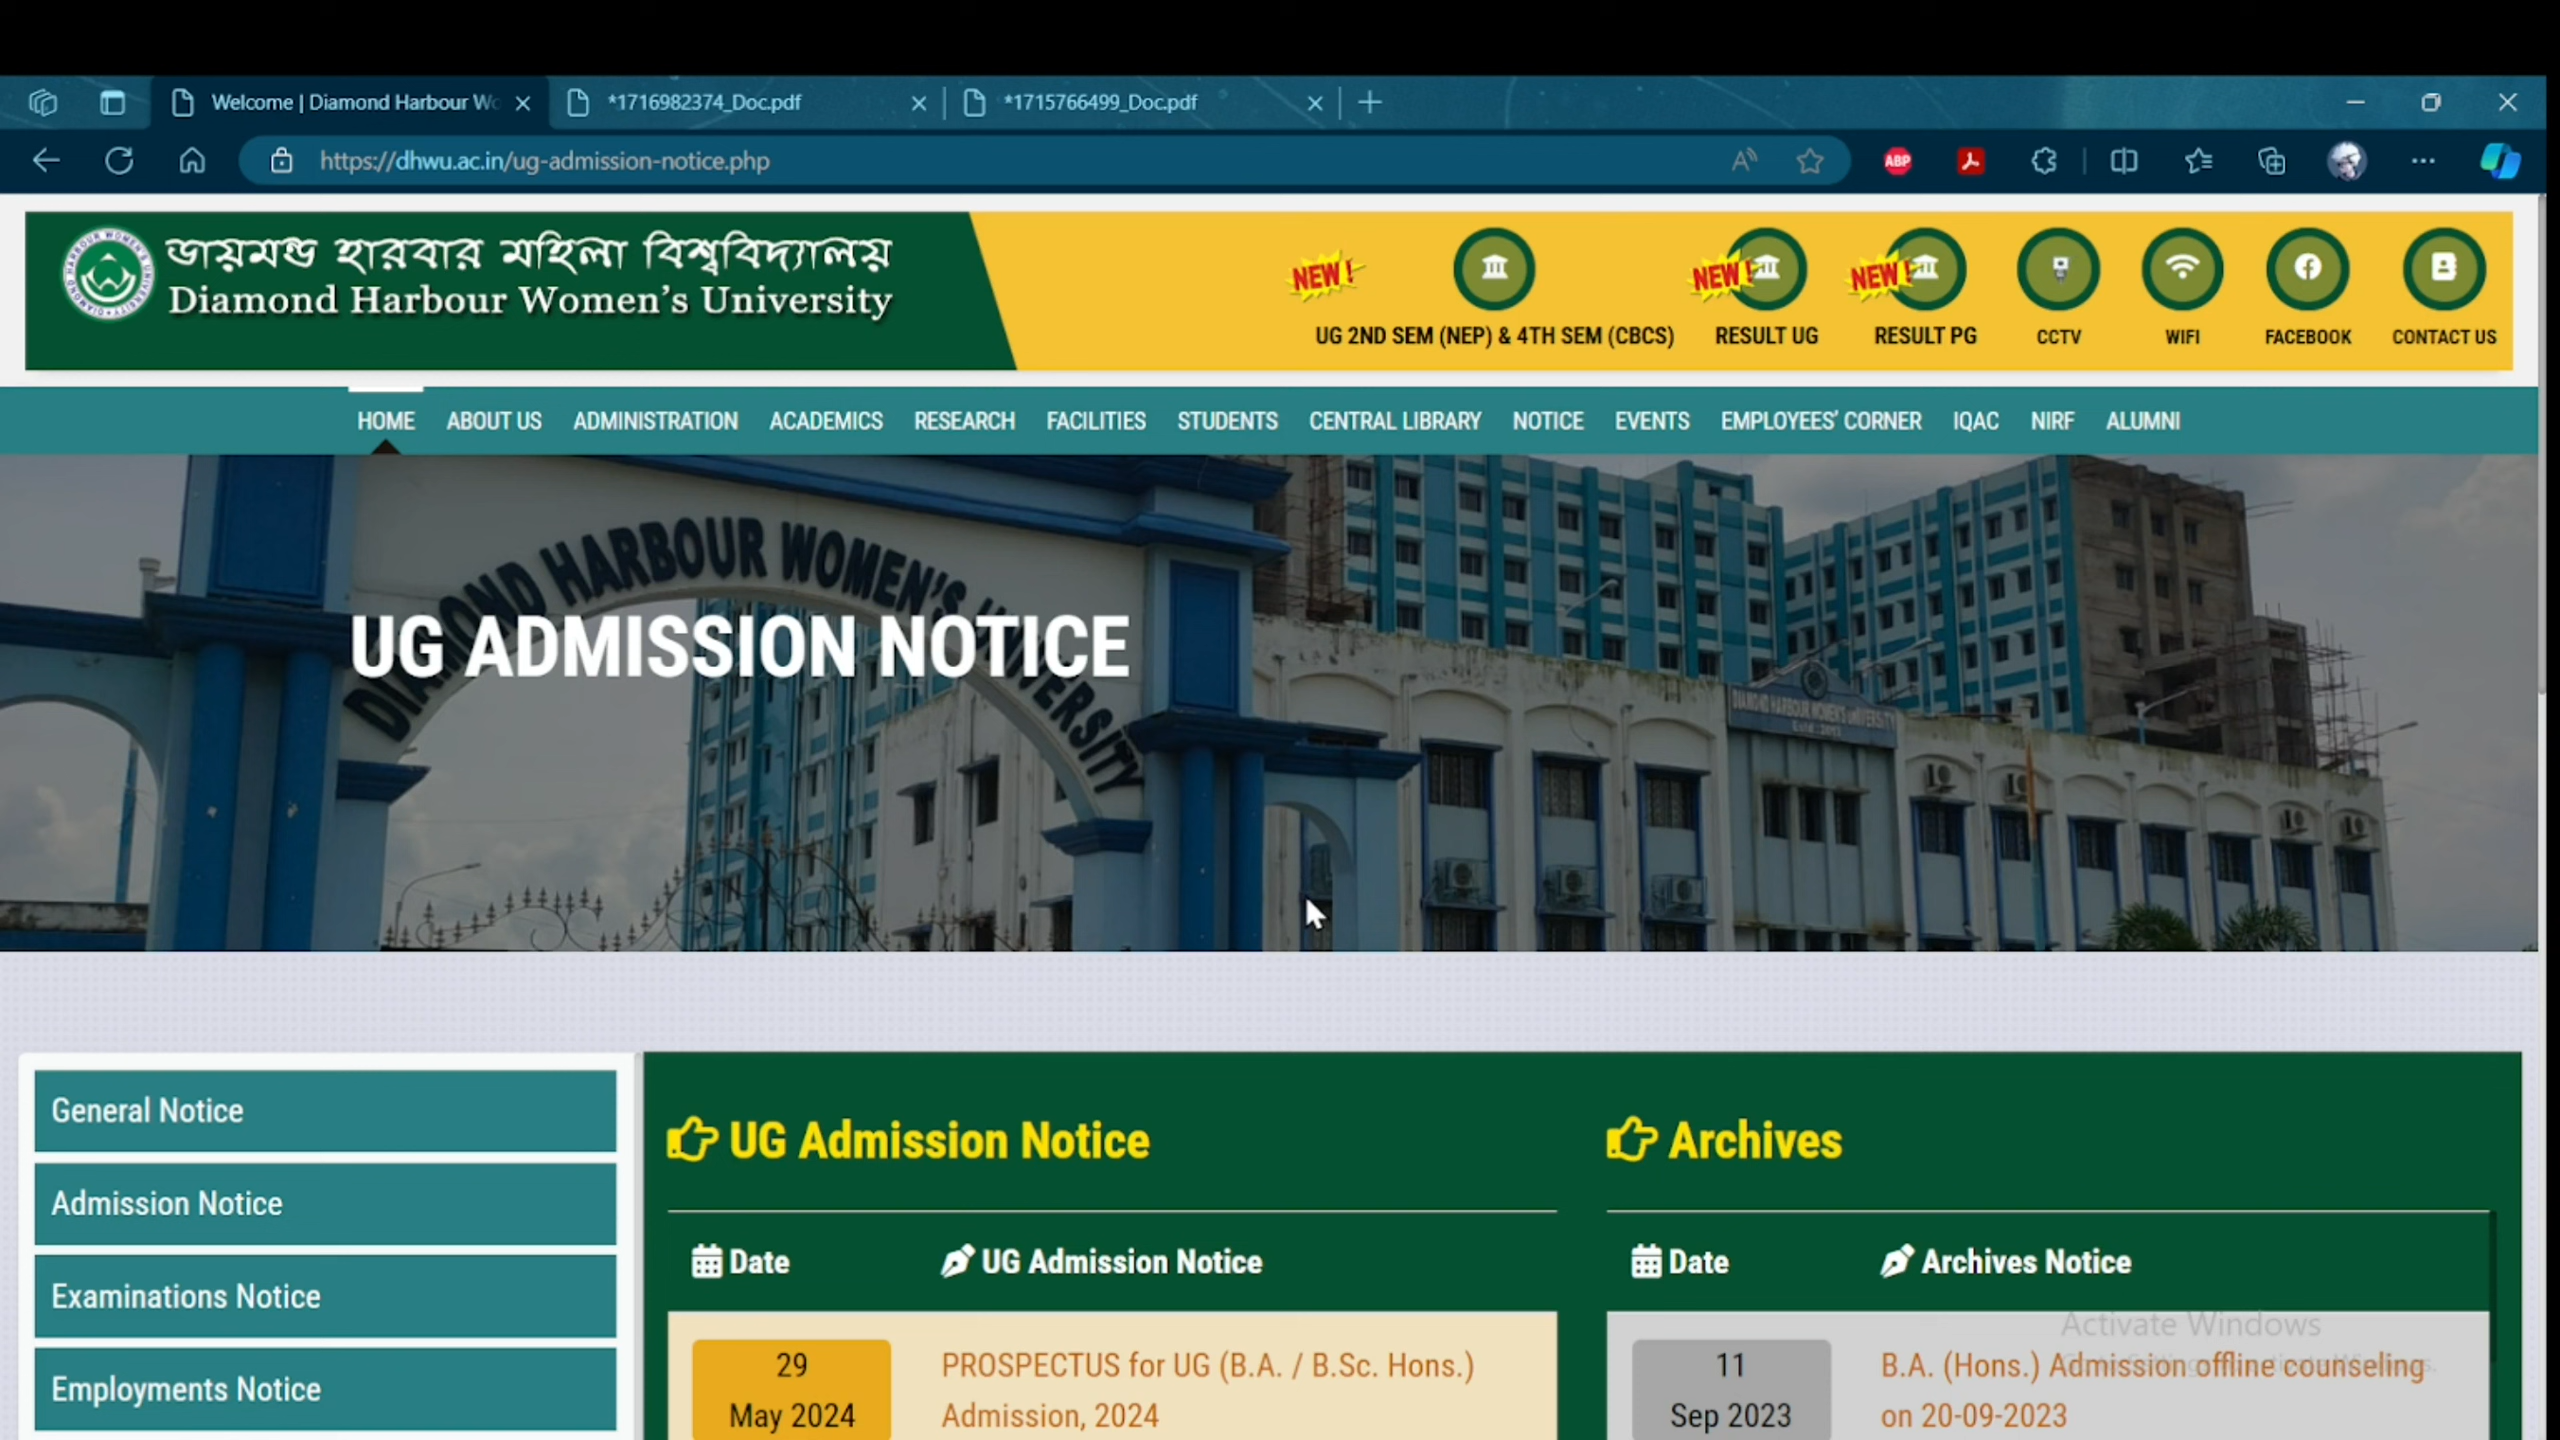 Welcome | Diamond Harbour Wo
*1716982374_Doc.pdf
*1715766499_Doc.pdf
https://dhwu.ac.in/ug-admission-notice.php
ABP
ডায়মন্ড হারবার মহিলা বিশ্ববিদ্যালয়
Diamond Harbour Women's University
NEW!
UG 2ND SEM (NEP) & 4TH SEM (CBCS)
NEW!
RESULT UG
NEW!
RESULT PG
CCTV
WIFI
FACEBOOK
CONTACT US
HOME ABOUT US ADMINISTRATION ACADEMICS RESEARCH FACILITIES STUDENTS CENTRAL LIBRARY NOTICE EVENTS EMPLOYEES' CORNER IQAC NIRF ALUMNI
DIAMOND HARBOUR WOMEN'S UNIVERSITY
UG ADMISSION NOTICE
DIAMOND HARBOUR WOMEN'S UNIVERSITY
General Notice
Admission Notice
Examinations Notice
Employments Notice
UG Admission Notice
Date UG Admission Notice
29
May 2024
PROSPECTUS for UG (B.A. / B.Sc. Hons.)
Admission, 2024
Archives
Date Archives Notice
11
Sep 2023
B.A. (Hons.) Admission offline counseling
on 20-09-2023
Activate Windows